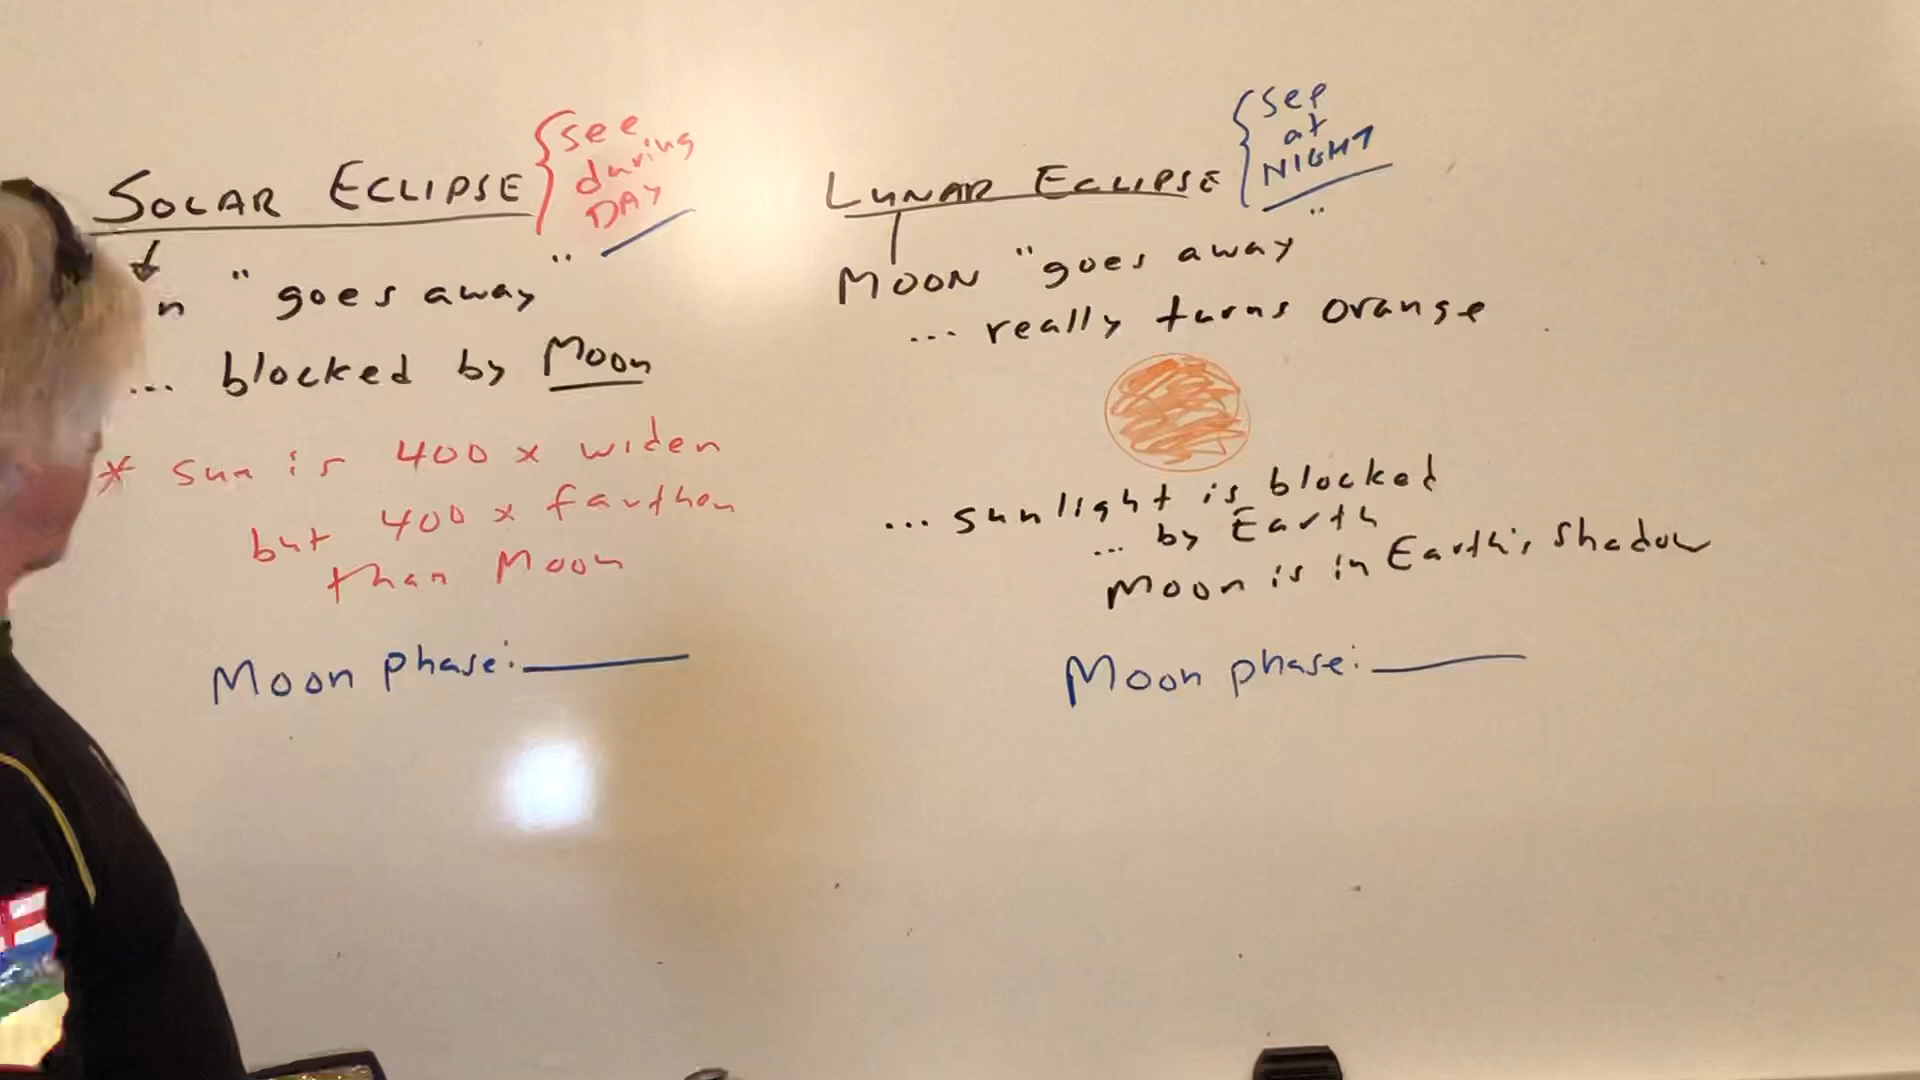 SOLAR ECLIPSE
see
during
DAY
n "goes away"
... blocked by Moon
* sun is 400 x wider
but 400 x farther
than Moon
Moon phase: ______
LUNAR ECLIPSE
see
at
NIGHT
MOON "goes away"
... really turns orange
... sunlight is blocked
... by Earth
Moon is in Earth's shadow
Moon phase: ______